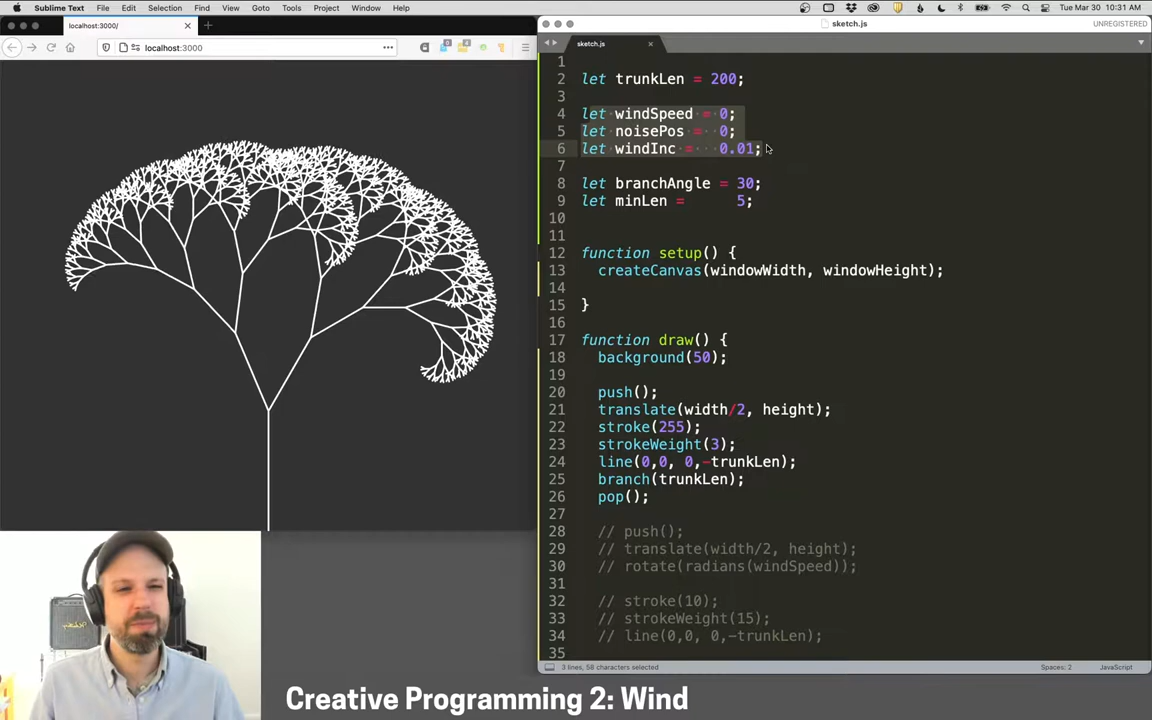 Sublime Text File Edit Selection Find View Goto Tools Project Window Help Tue Mar 30 10:31 AM
localhost:3000/
localhost:3000
sketch.js UNREGISTERED
sketch.js
1
2 let trunkLen = 200;
3
4 let windSpeed = 0;
5 let noisePos = 0;
6 let windInc = 0.01;
7
8 let branchAngle = 30;
9 let minLen = 5;
10
11
12 function setup() {
13 createCanvas(windowWidth, windowHeight);
14
15 }
16
17 function draw() {
18 background(50);
19
20 push();
21 translate(width/2, height);
22 stroke(255);
23 strokeWeight(3);
24 line(0,0, 0,-trunkLen);
25 branch(trunkLen);
26 pop();
27
28 // push();
29 // translate(width/2, height);
30 // rotate(radians(windSpeed));
31
32 // stroke(10);
33 // strokeWeight(15);
34 // line(0,0, 0,-trunkLen);
35
3 lines, 58 characters selected Spaces: 2 JavaScript
Creative Programming 2: Wind